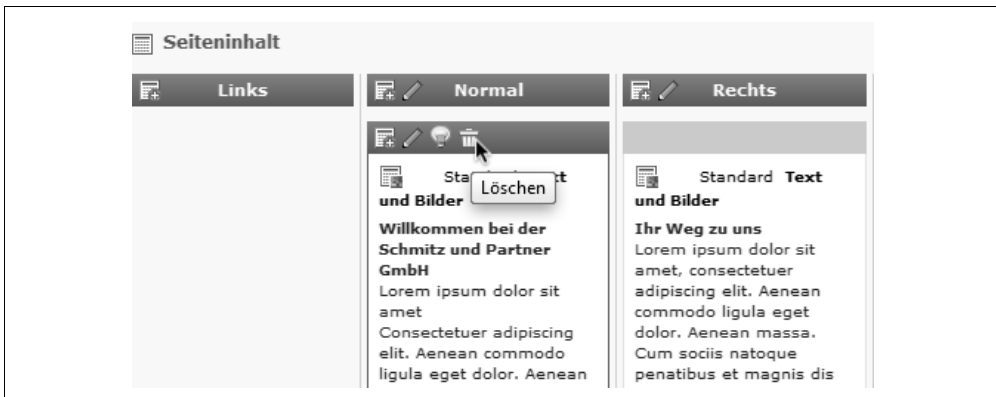 Seiteninhalt
Links
Normal
Rechts
Löschen
Standard
und Bilder
Willkommen bei der
Schmitz und Partner
GmbH
Lorem ipsum dolor sit
amet
Consectetuer adipiscing
elit. Aenean commodo
ligula eget dolor. Aenean
Standard Text
und Bilder
Ihr Weg zu uns
Lorem ipsum dolor sit
amet, consectetuer
adipiscing elit. Aenean
commodo ligula eget
dolor. Aenean massa.
Cum sociis natoque
penatibus et magnis dis